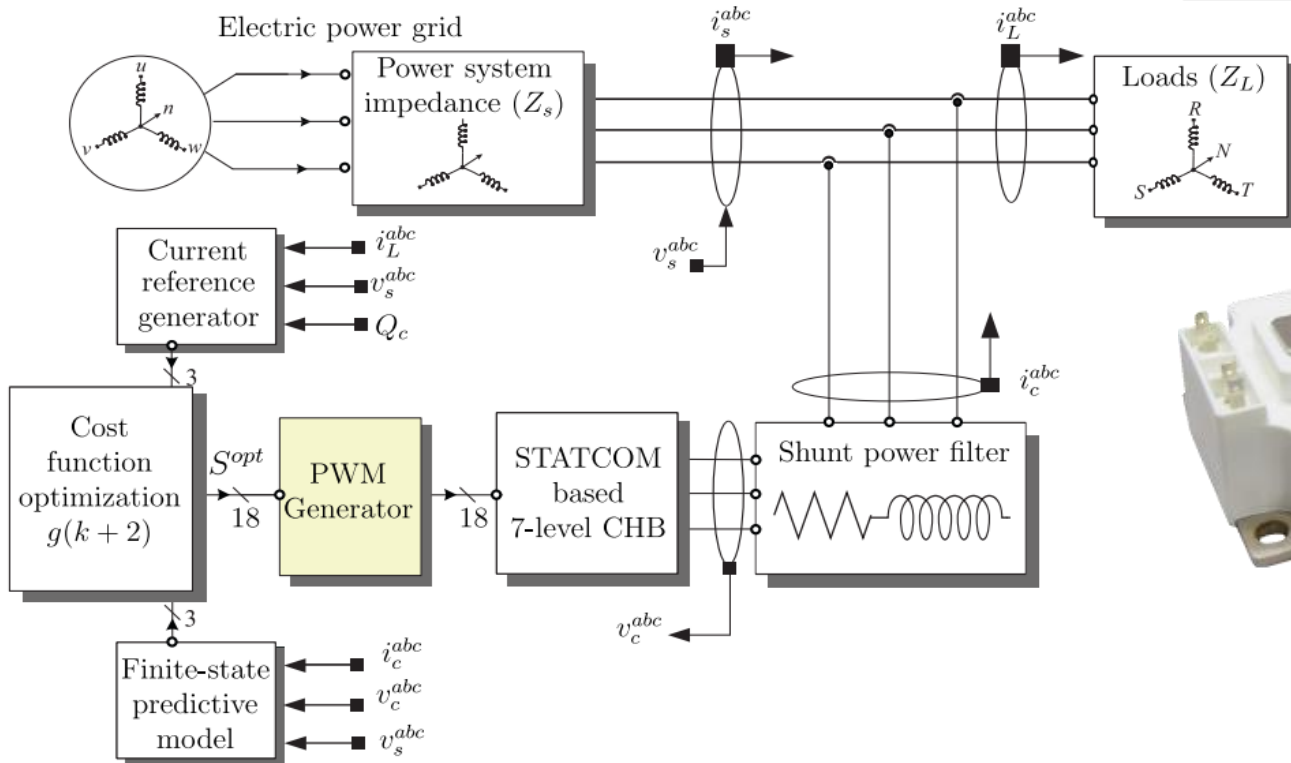 Electric power grid
i_s^{abc}
i_L^{abc}
u
n
v
w
Power system
impedance (Z_s)
Loads (Z_L)
R
N
S
T
v_s^{abc}
Current
reference
generator
i_L^{abc}
v_s^{abc}
Q_c
3
i_c^{abc}
Cost
function
optimization
g(k + 2)
S^{opt}
18
PWM
Generator
18
STATCOM
based
7-level CHB
Shunt power filter
v_c^{abc}
3
Finite-state
predictive
model
i_c^{abc}
v_c^{abc}
v_s^{abc}